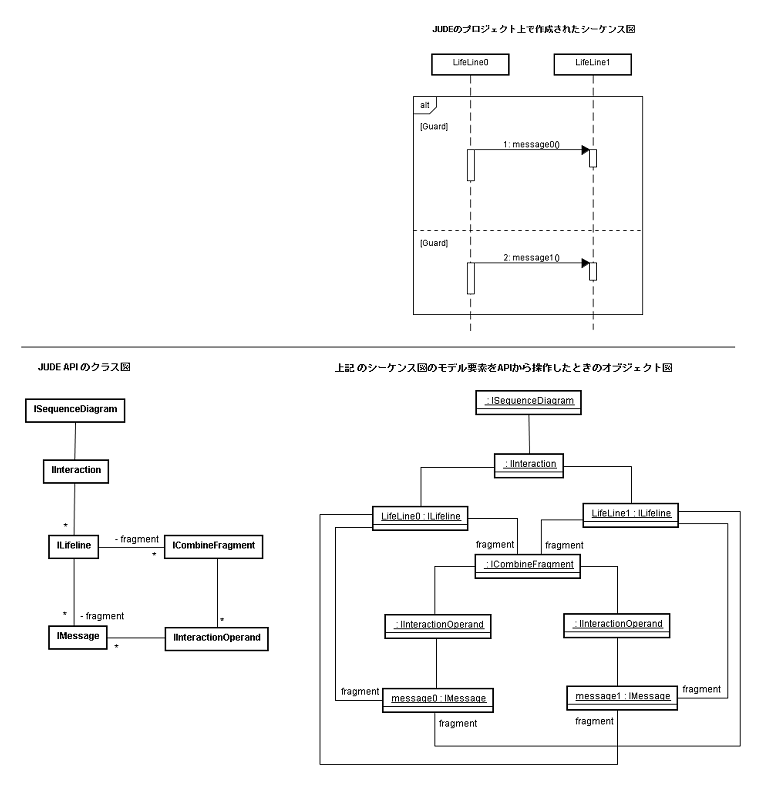 JUDEのプロジェクト上で作成されたシーケンス図
LifeLine0
LifeLine1
alt
[Guard]
1: message0()
[Guard]
2: message1()
JUDE API のクラス図
ISequenceDiagram
IInteraction
*
ILifeline
- fragment
*
ICombineFragment
*
- fragment
*
IMessage
*
IInteractionOperand
上記 のシーケンス図のモデル要素をAPIから操作したときのオブジェクト図
: ISequenceDiagram
: IInteraction
LifeLine0 : ILifeline
LifeLine1 : ILifeline
fragment
fragment
: ICombineFragment
: IInteractionOperand
: IInteractionOperand
fragment
message0 : IMessage
message1 : IMessage
fragment
fragment
fragment